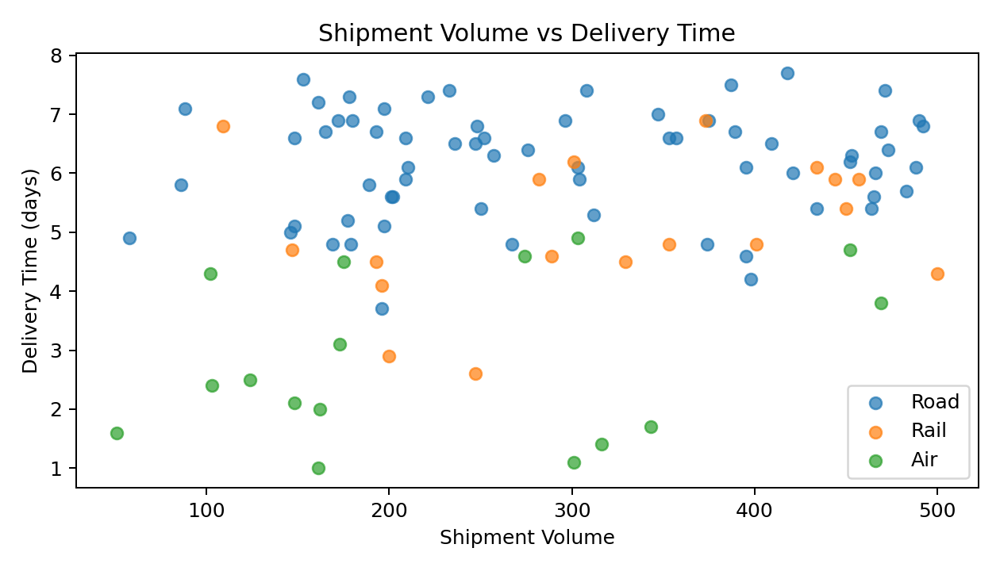 Shipment Volume vs Delivery Time
Delivery Time (days)
8
7
6
5
4
3
2
1
100 200 300 400 500
Shipment Volume
Road
Rail
Air